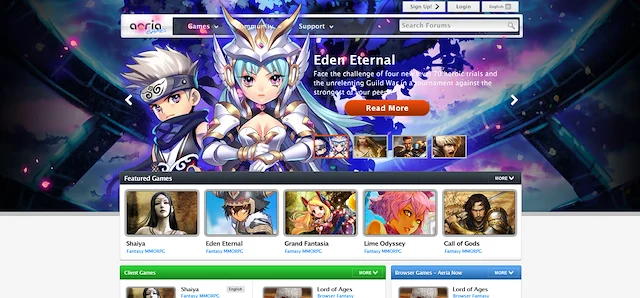 Sign Up!
Login
English
aeria
Games
Community
Support
Search Forums
Eden Eternal
Face the challenge of four new level 70 heroic trials and
the unrelenting Guild War in a tournament against the
strongest of your peers.
Read More
Featured Games
MORE
Shaiya
Fantasy MMORPG
Eden Eternal
Fantasy MMORPG
Grand Fantasia
Fantasy MMORPG
Lime Odyssey
Fantasy MMORPG
Call of Gods
Fantasy MMORPG
Client Games
MORE
Browser Games - Aeria Now
MORE
Shaiya
English
Fantasy MMORPG
Lord of Ages
Browser Fantasy
Lord of Ages
Browser Fantasy